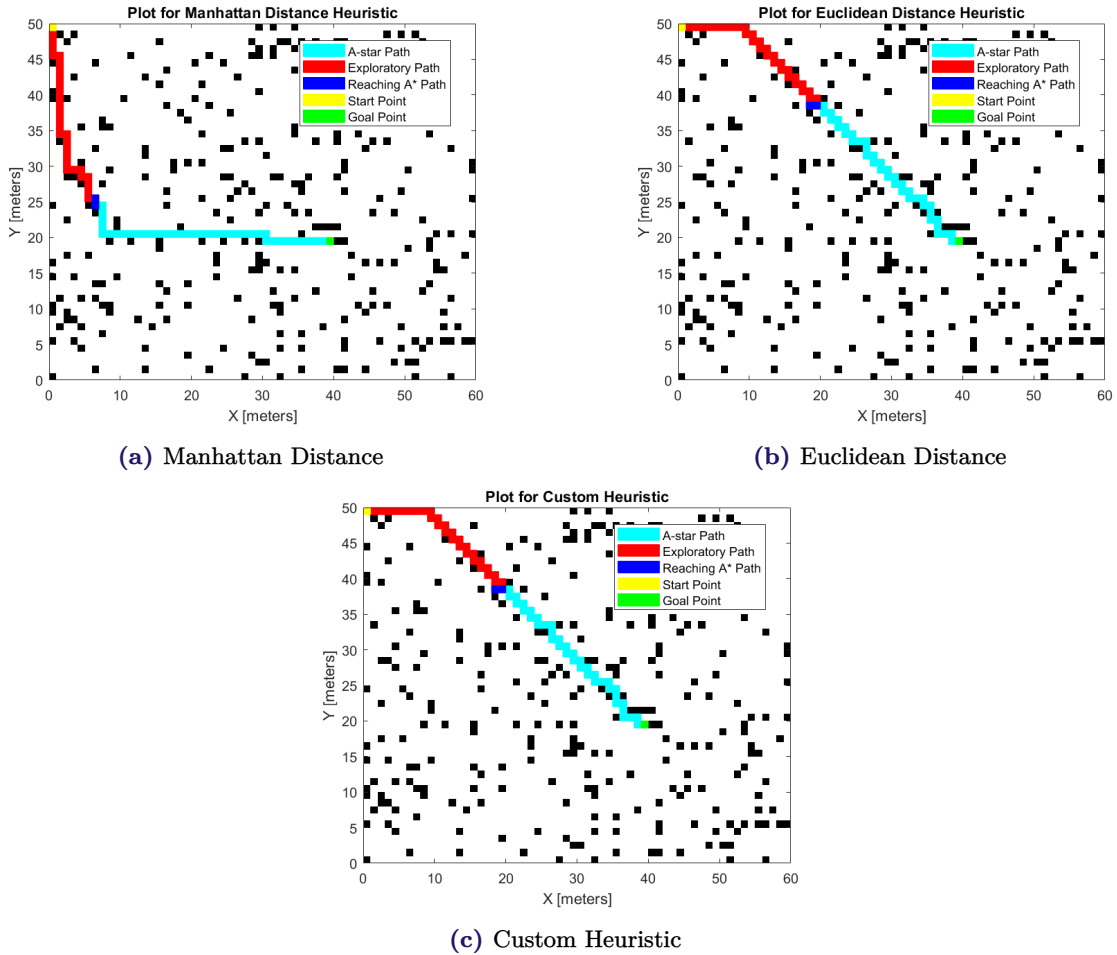 Plot for Manhattan Distance Heuristic
50
45
40
35
30
25
20
15
10
5
0
Y [meters]
A-star Path
Exploratory Path
Reaching A* Path
Start Point
Goal Point
0 10 20 30 40 50 60
X [meters]
(a) Manhattan Distance
Plot for Euclidean Distance Heuristic
50
45
40
35
30
25
20
15
10
5
0
Y [meters]
A-star Path
Exploratory Path
Reaching A* Path
Start Point
Goal Point
0 10 20 30 40 50 60
X [meters]
(b) Euclidean Distance
Plot for Custom Heuristic
50
45
40
35
30
25
20
15
10
5
0
Y [meters]
A-star Path
Exploratory Path
Reaching A* Path
Start Point
Goal Point
0 10 20 30 40 50 60
X [meters]
(c) Custom Heuristic